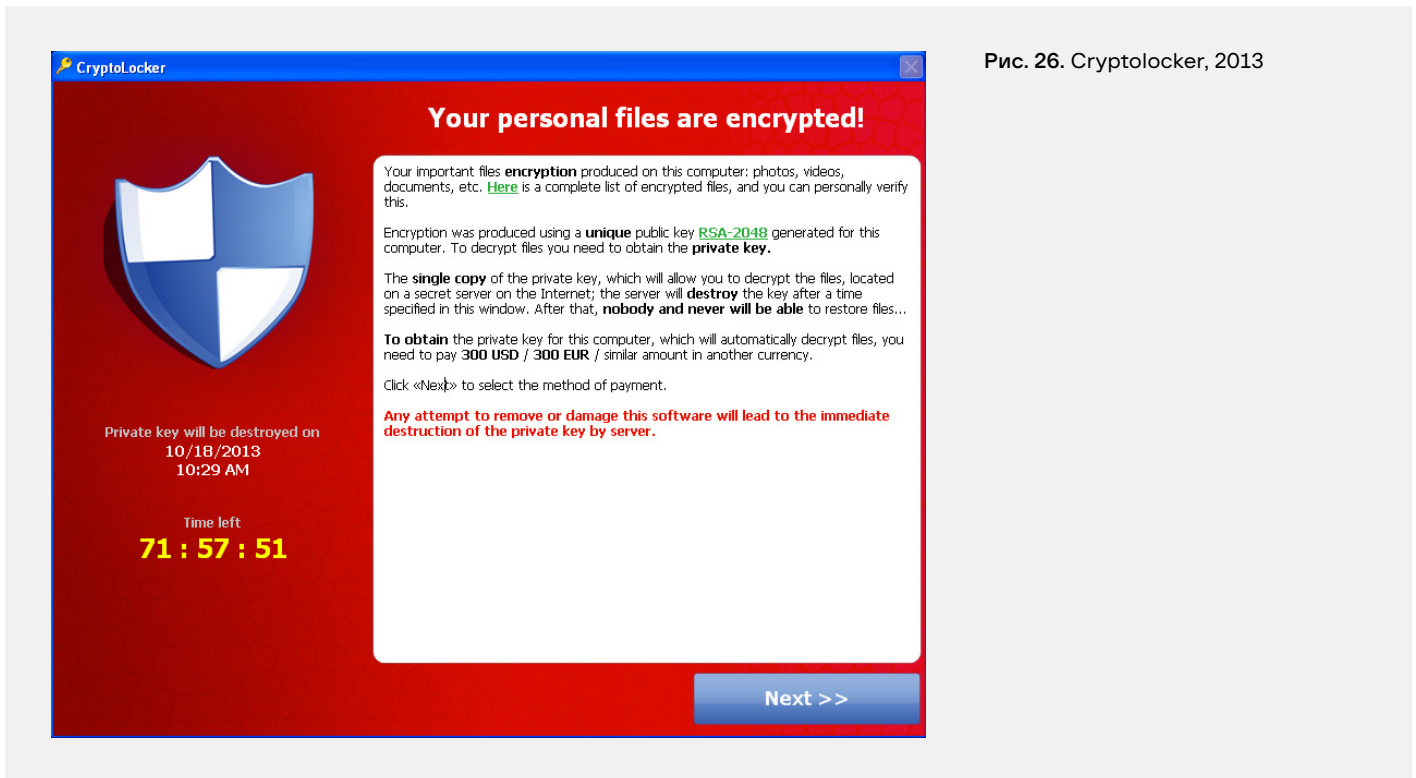 CryptoLocker
Рис. 26. Cryptolocker, 2013
Your personal files are encrypted!
Your important files encryption produced on this computer: photos, videos,
documents, etc. Here is a complete list of encrypted files, and you can personally verify
this.
Encryption was produced using a unique public key RSA-2048 generated for this
computer. To decrypt files you need to obtain the private key.
The single copy of the private key, which will allow you to decrypt the files, located
on a secret server on the Internet; the server will destroy the key after a time
specified in this window. After that, nobody and never will be able to restore files...
To obtain the private key for this computer, which will automatically decrypt files, you
need to pay 300 USD / 300 EUR / similar amount in another currency.
Click «Next» to select the method of payment.
Any attempt to remove or damage this software will lead to the immediate
destruction of the private key by server.
Private key will be destroyed on
10/18/2013
10:29 AM
Time left
71 : 57 : 51
Next >>